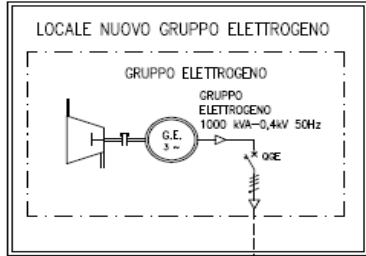 LOCALE NUOVO GRUPPO ELETTROGENO
GRUPPO ELETTROGENO
GRUPPO
ELETTROGENO
1000 kVA-0,4kV 50Hz
G.E.
3 ~
QGE